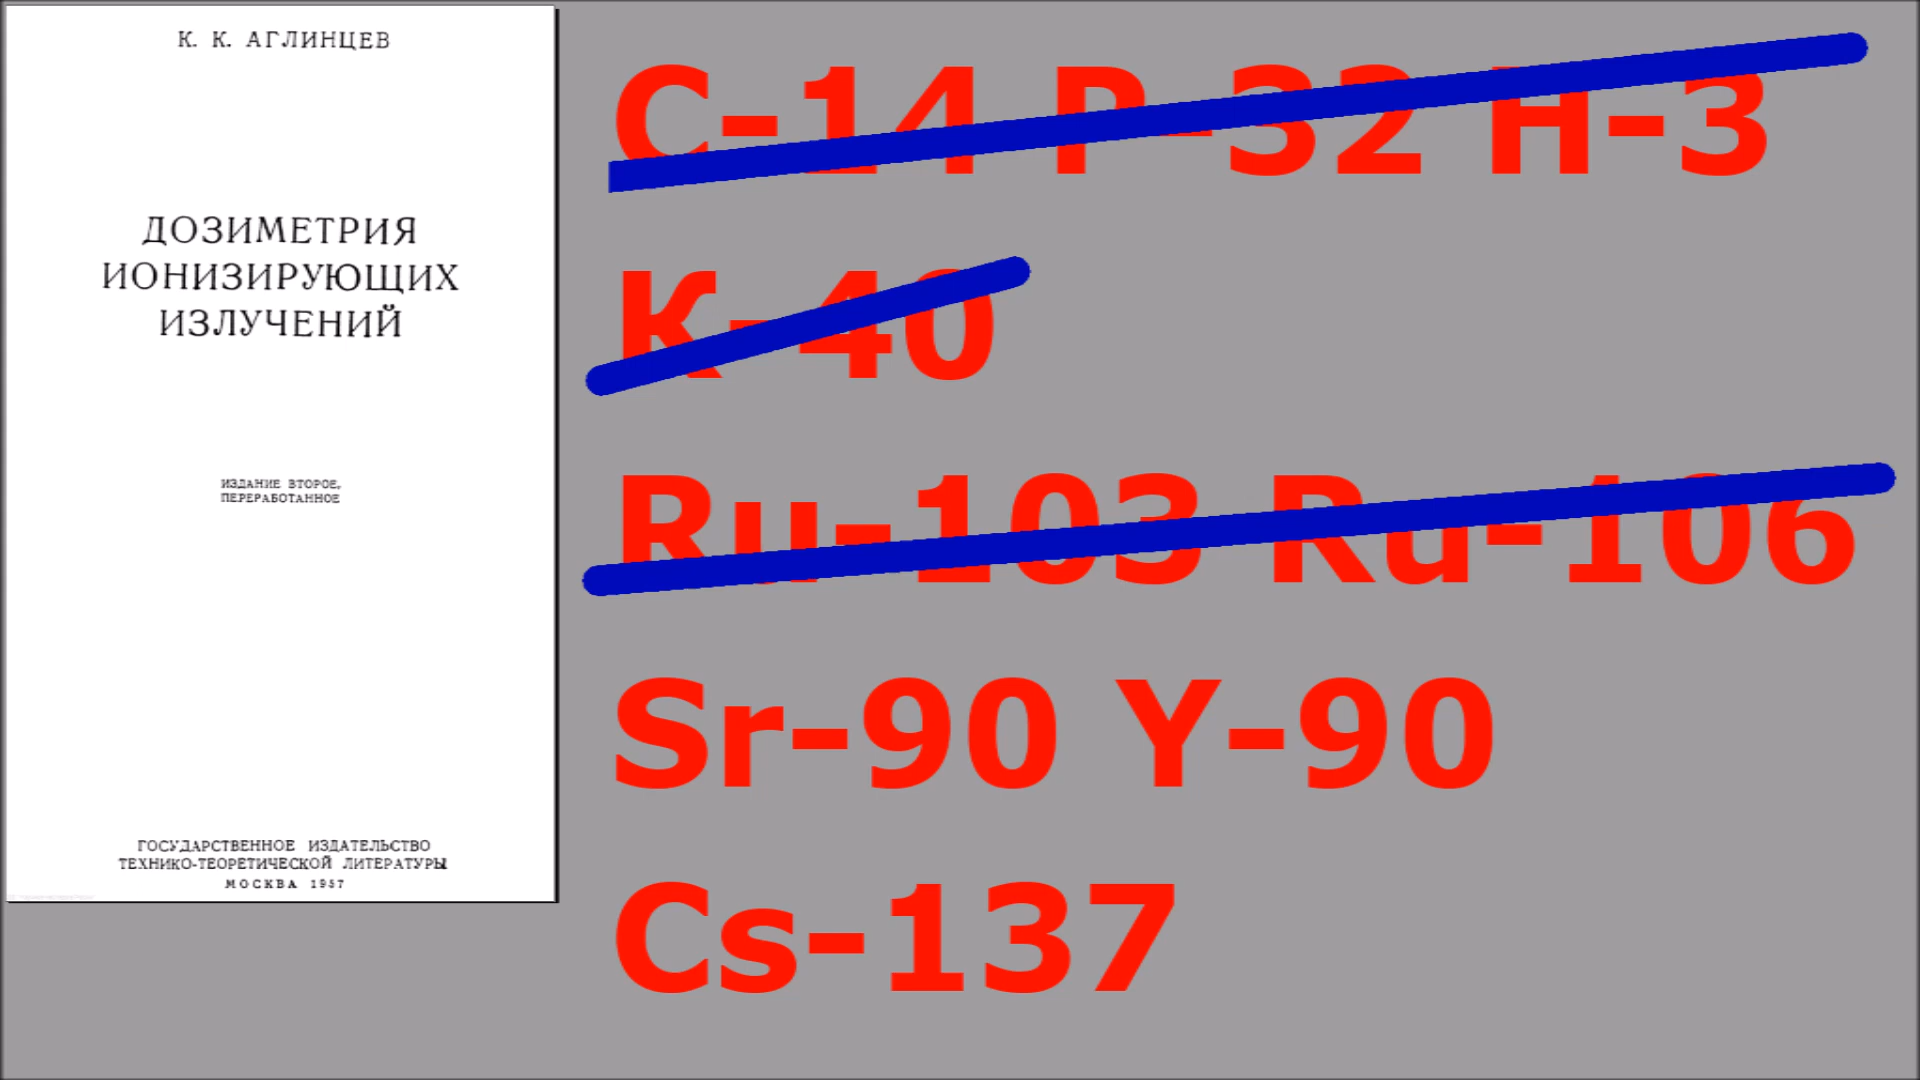 К. К. АГЛИНЦЕВ
ДОЗИМЕТРИЯ
ИОНИЗИРУЮЩИХ
ИЗЛУЧЕНИЙ
ИЗДАНИЕ ВТОРОЕ,
ПЕРЕРАБОТАННОЕ
ГОСУДАРСТВЕННОЕ ИЗДАТЕЛЬСТВО
ТЕХНИКО-ТЕОРЕТИЧЕСКОЙ ЛИТЕРАТУРЫ
МОСКВА 1957
C-14 P-32 H-3
К-40
Ru-103 Ru-106
Sr-90 Y-90
Cs-137